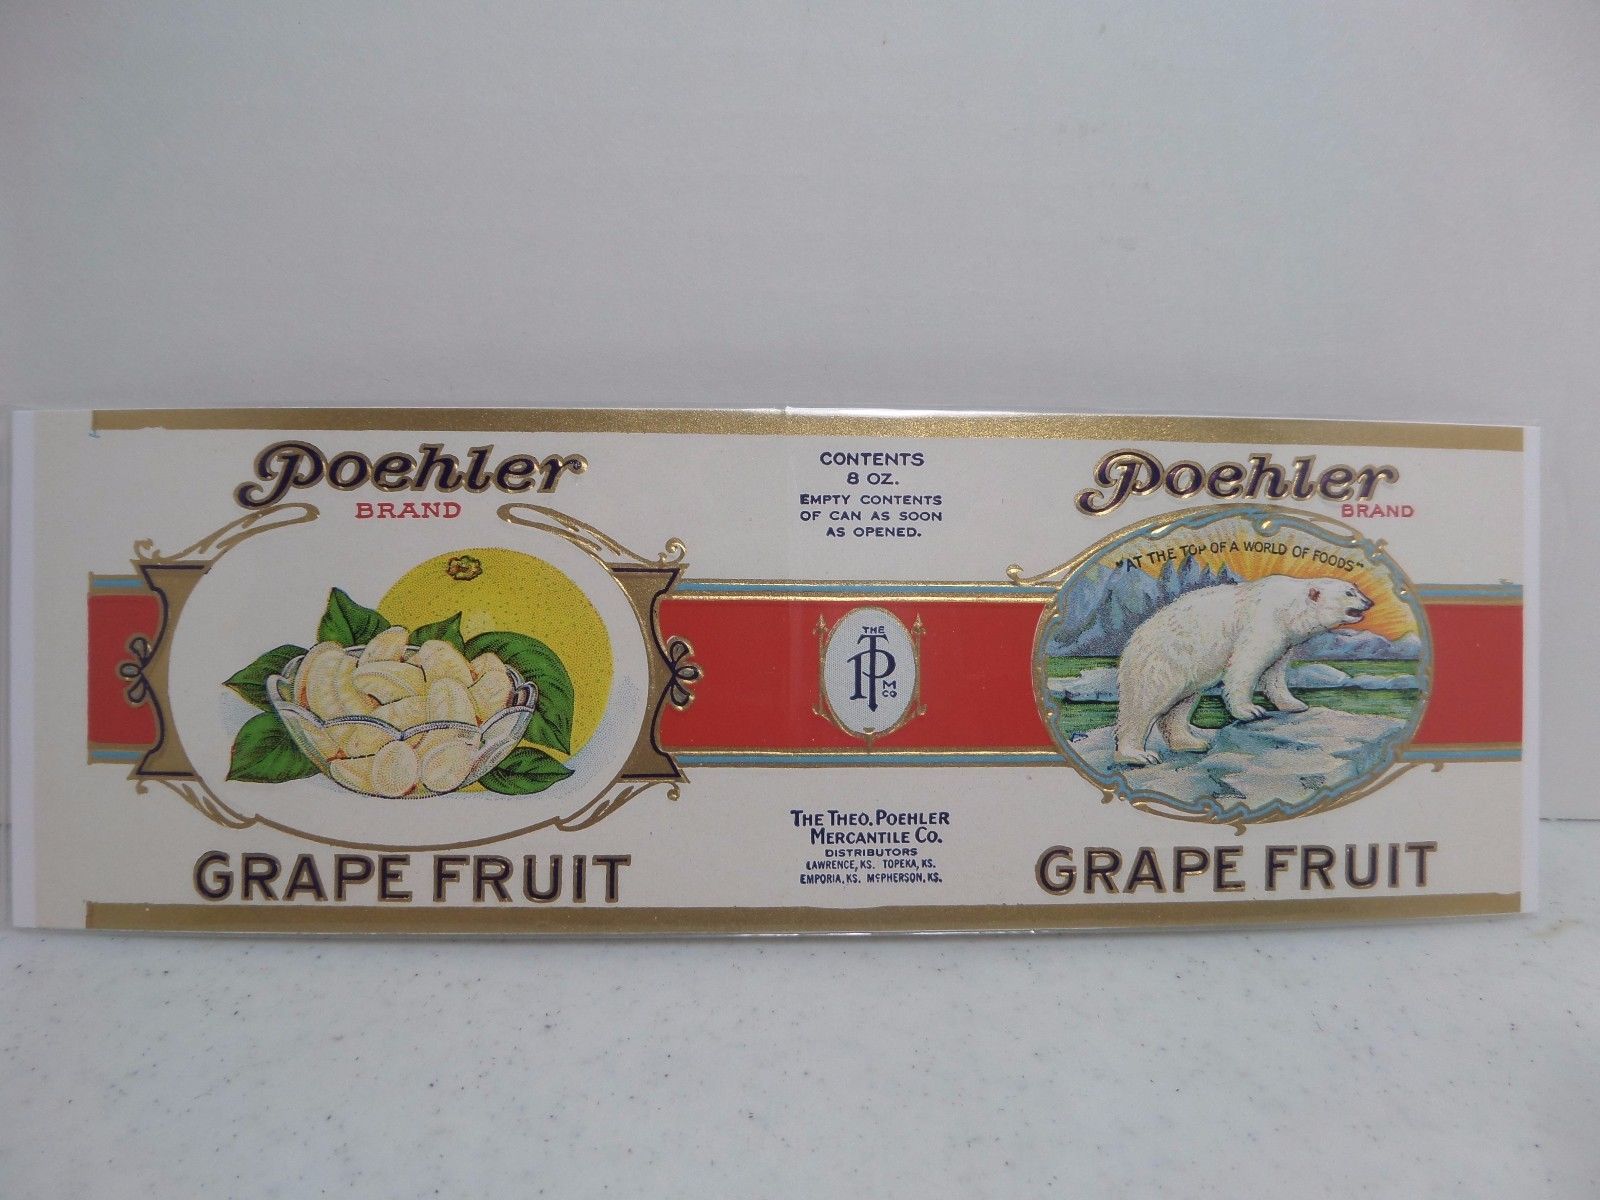 Poehler
BRAND
GRAPE FRUIT
CONTENTS
8 OZ.
EMPTY CONTENTS
OF CAN AS SOON
AS OPENED.
THE
TP
M
CO
THE THEO. POEHLER
MERCANTILE CO.
DISTRIBUTORS
LAWRENCE, KS. TOPEKA, KS.
EMPORIA, KS. McPHERSON, KS.
Poehler
BRAND
"AT THE TOP OF A WORLD OF FOODS"
GRAPE FRUIT